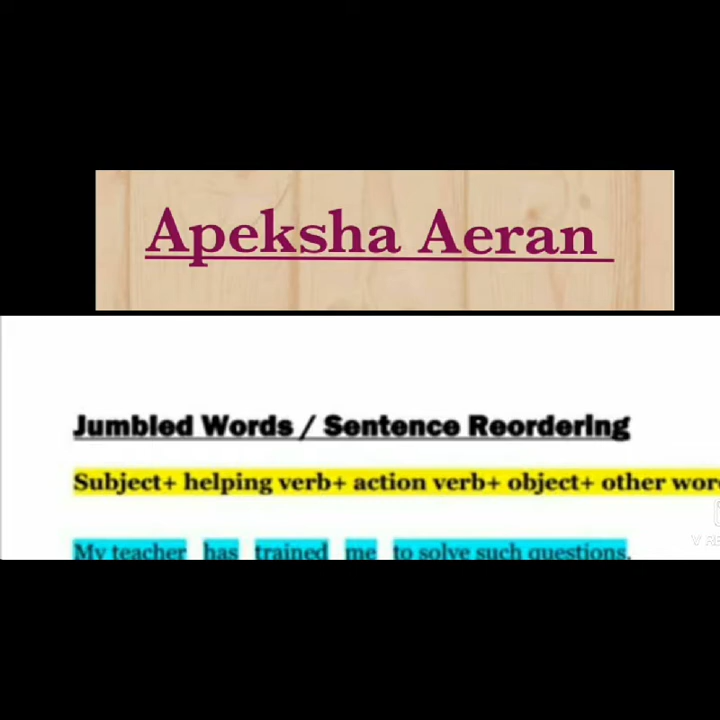 Apeksha Aeran
Jumbled Words / Sentence Reordering
Subject+ helping verb+ action verb+ object+ other wor
My teacher has trained me to solve such questions.
V RE